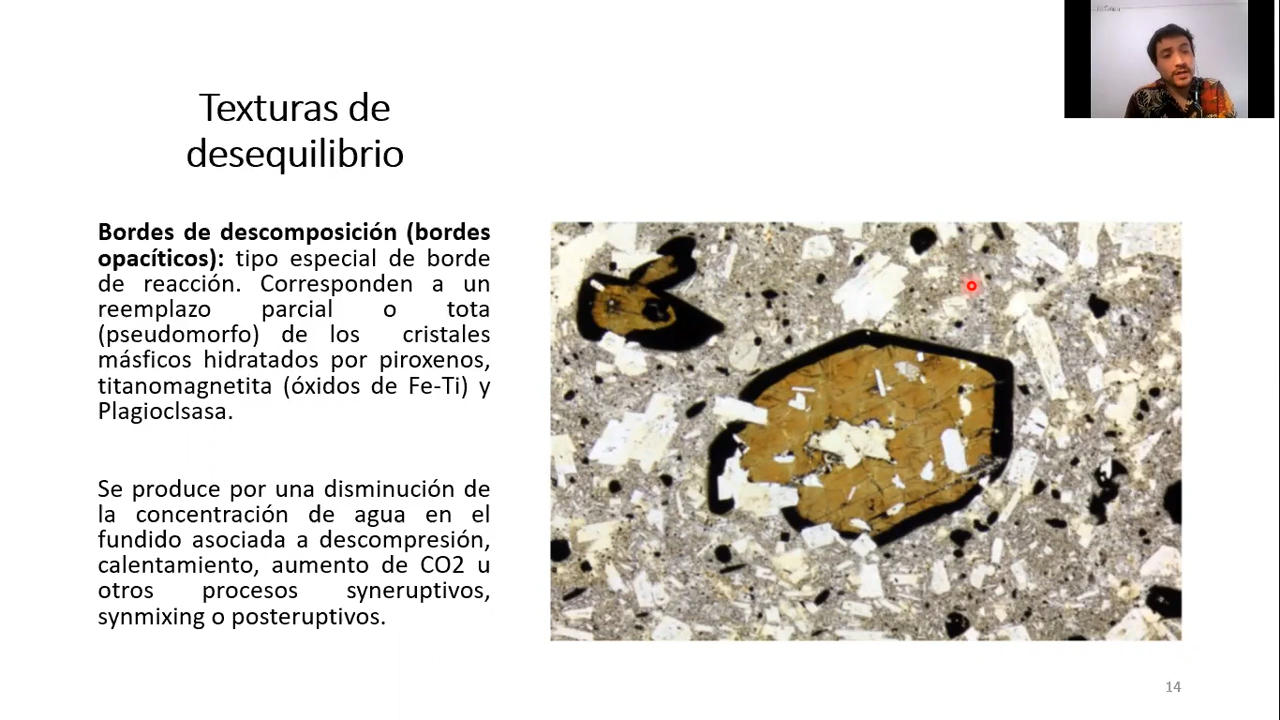 Texturas de
desequilibrio
Bordes de descomposición (bordes
opacíticos): tipo especial de borde
de reacción. Corresponden a un
reemplazo parcial o tota
(pseudomorfo) de los cristales
másficos hidratados por piroxenos,
titanomagnetita (óxidos de Fe-Ti) y
Plagioclsasa.
Se produce por una disminución de
la concentración de agua en el
fundido asociada a descompresión,
calentamiento, aumento de CO2 u
otros procesos syneruptivos,
synmixing o posteruptivos.
14